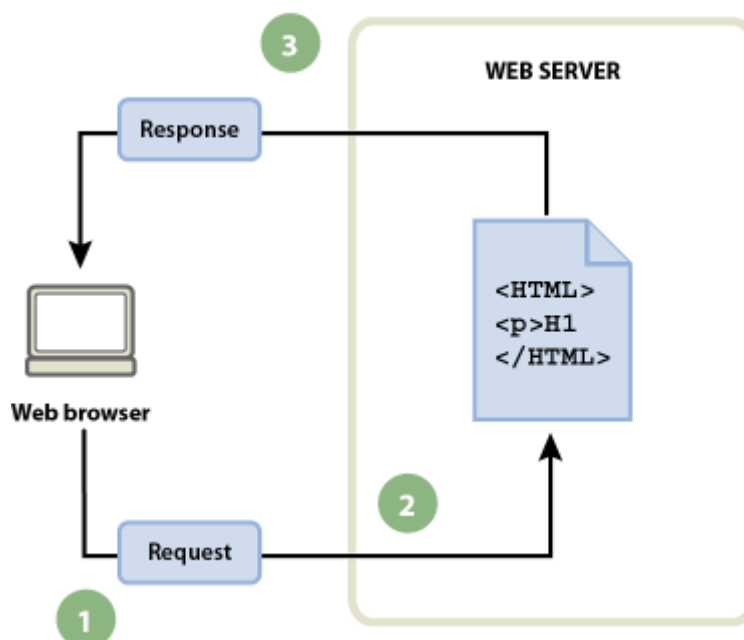 3
WEB SERVER
Response
<HTML>
<p>H1
</HTML>
Web browser
2
Request
1